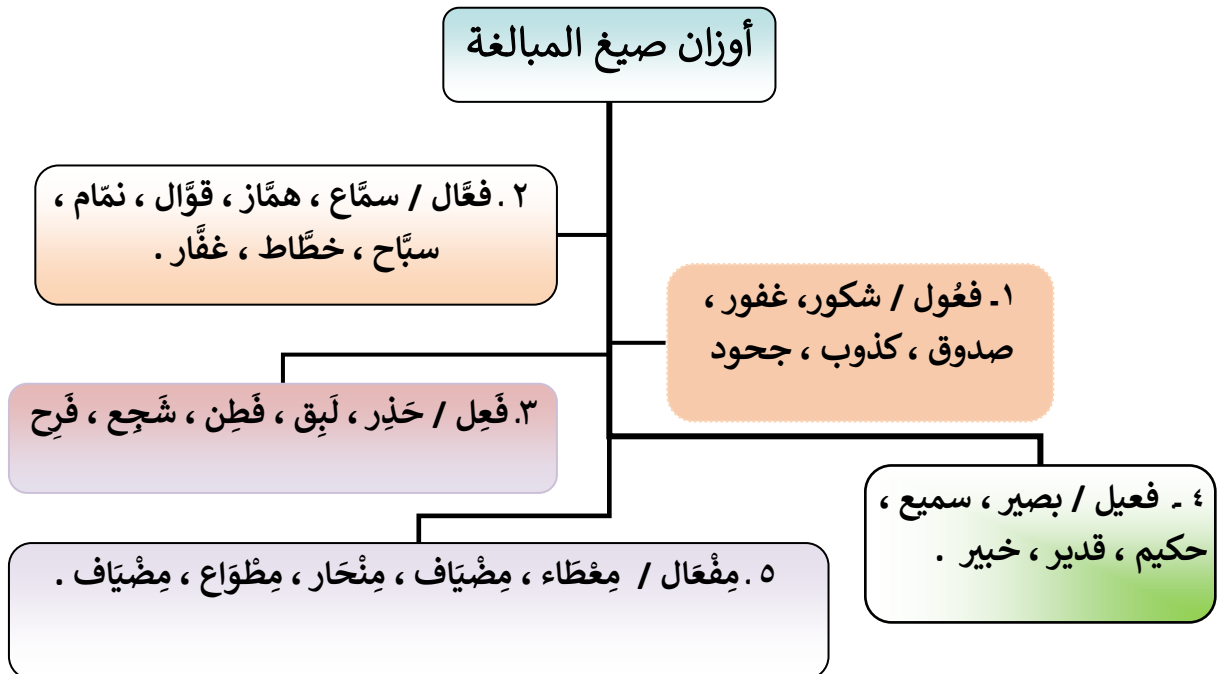 أوزان صيغ المبالغة
٢ . فعَّال / سمَّاع ، همَّاز ، قوَّال ، نمّام ،
سبَّاح ، خطَّاط ، غفَّار .
١ـ فعُول / شكور، غفور ،
صدوق ، كذوب ، جحود
٣. فَعِل / حَذِر ، لَبِق ، فَطِن ، شَجِع ، فَرِح
٤ ـ فعيل / بصير ، سميع ،
حكيم ، قدير ، خبير .
٥ . مِفْعَال / مِعْطَاء ، مِضْيَاف ، مِنْحَار ، مِطْوَاع ، مِضْيَاف .